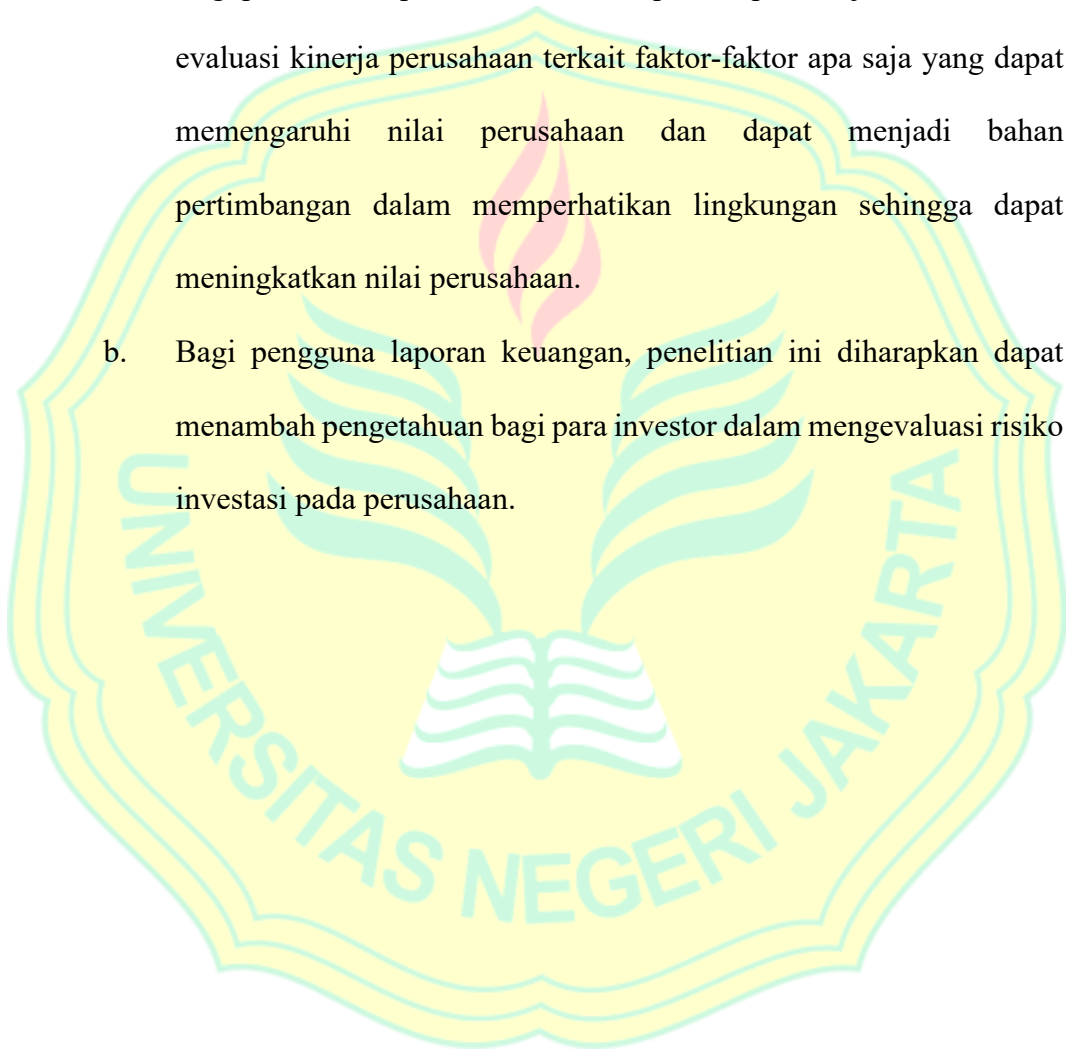 evaluasi kinerja perusahaan terkait faktor-faktor apa saja yang dapat
memengaruhi nilai perusahaan dan dapat menjadi bahan
pertimbangan dalam memperhatikan lingkungan sehingga dapat
meningkatkan nilai perusahaan.
b. Bagi pengguna laporan keuangan, penelitian ini diharapkan dapat
menambah pengetahuan bagi para investor dalam mengevaluasi risiko
investasi pada perusahaan.
UNIVERSITAS NEGERI JAKARTA